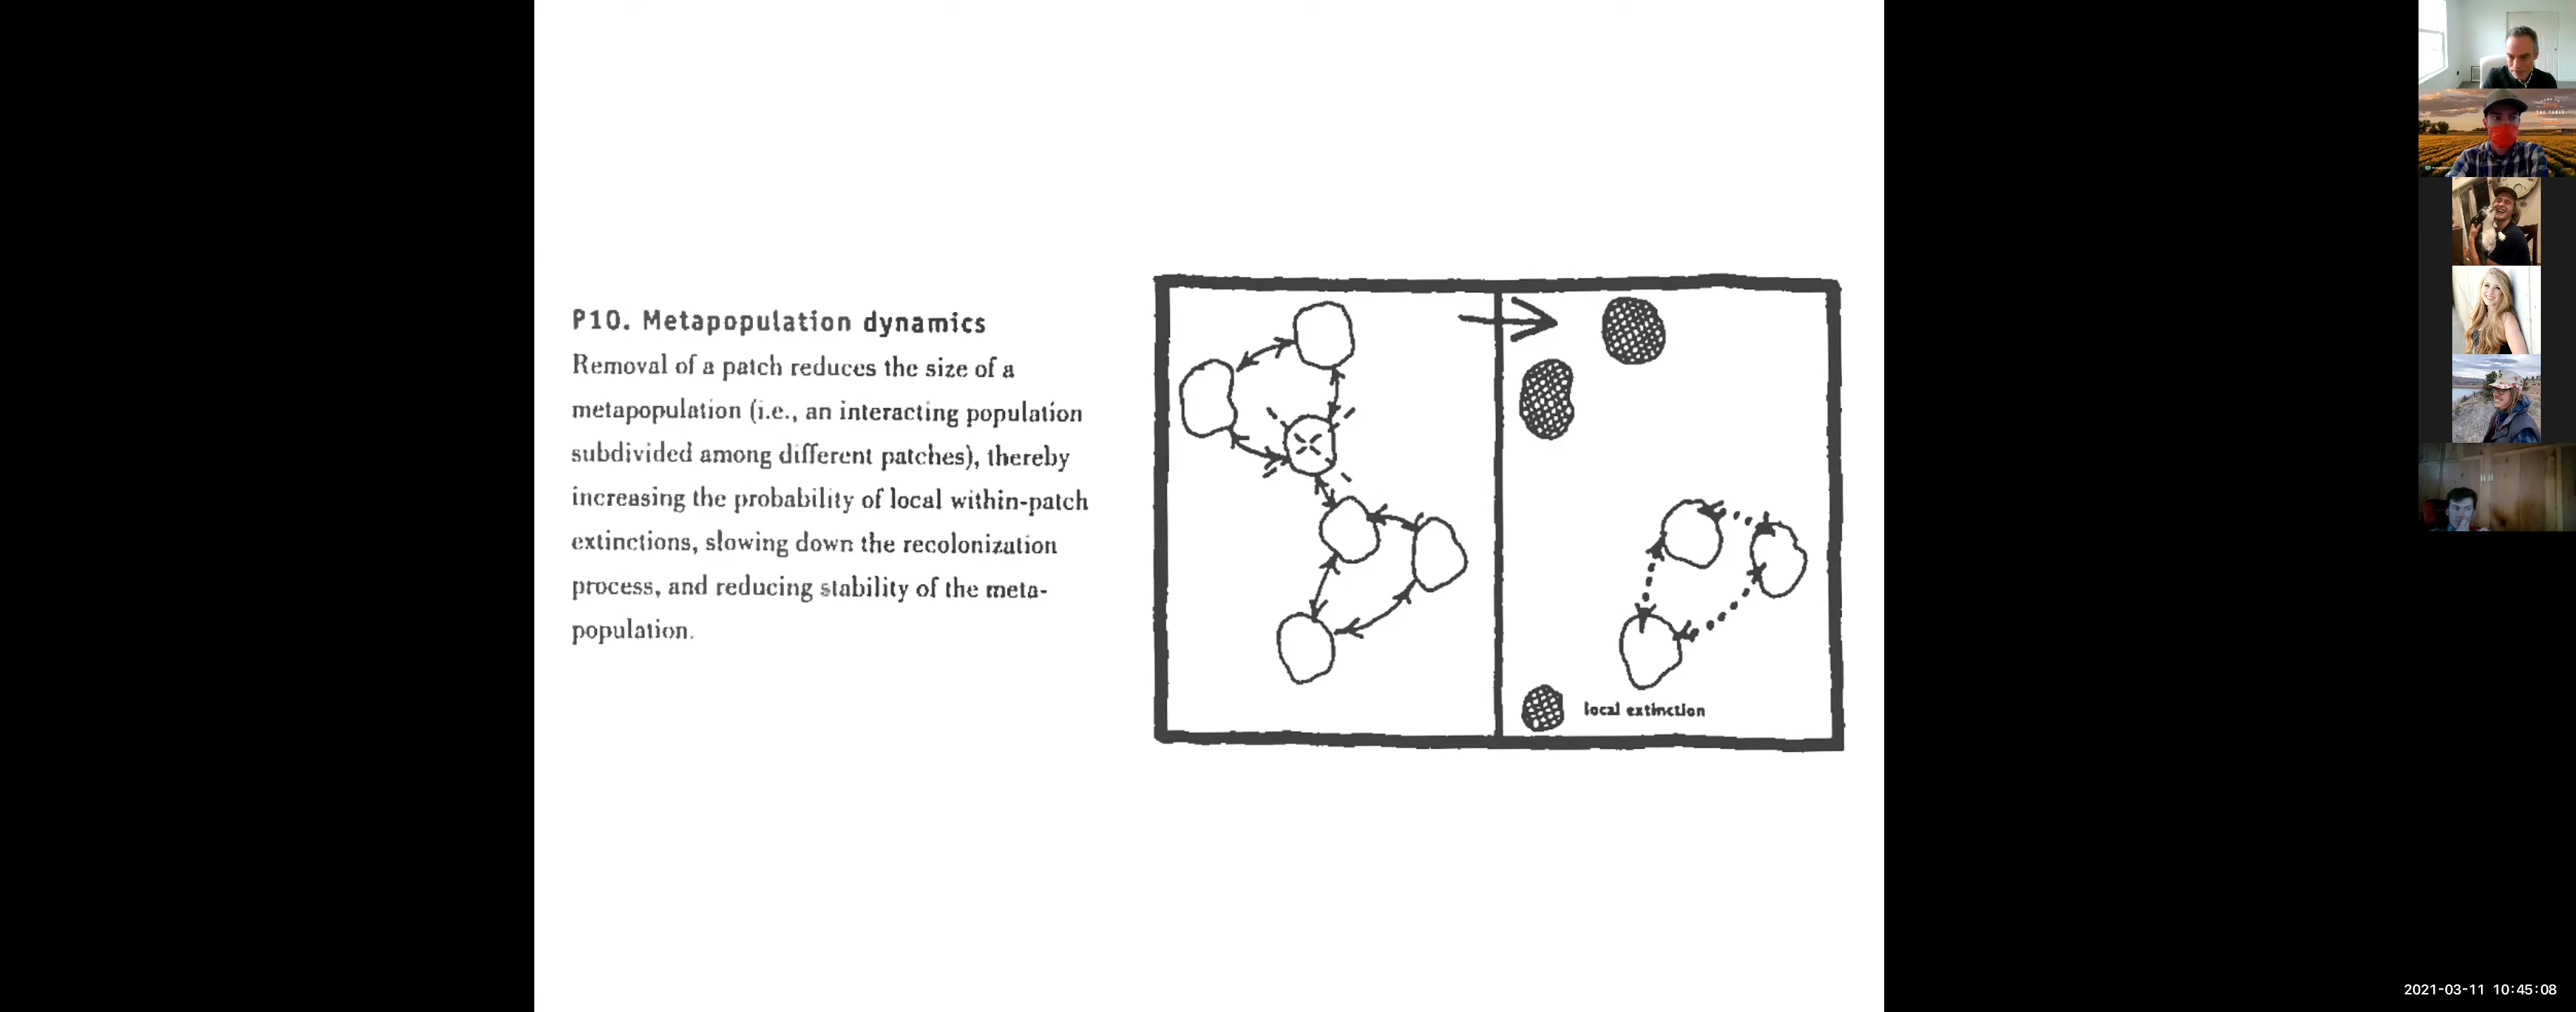 P10. Metapopulation dynamics
Removal of a patch reduces the size of a
metapopulation (i.e., an interacting population
subdivided among different patches), thereby
increasing the probability of local within-patch
extinctions, slowing down the recolonization
process, and reducing stability of the meta-
population.
local extinction
THE TABLE
2021-03-11 10:45:08